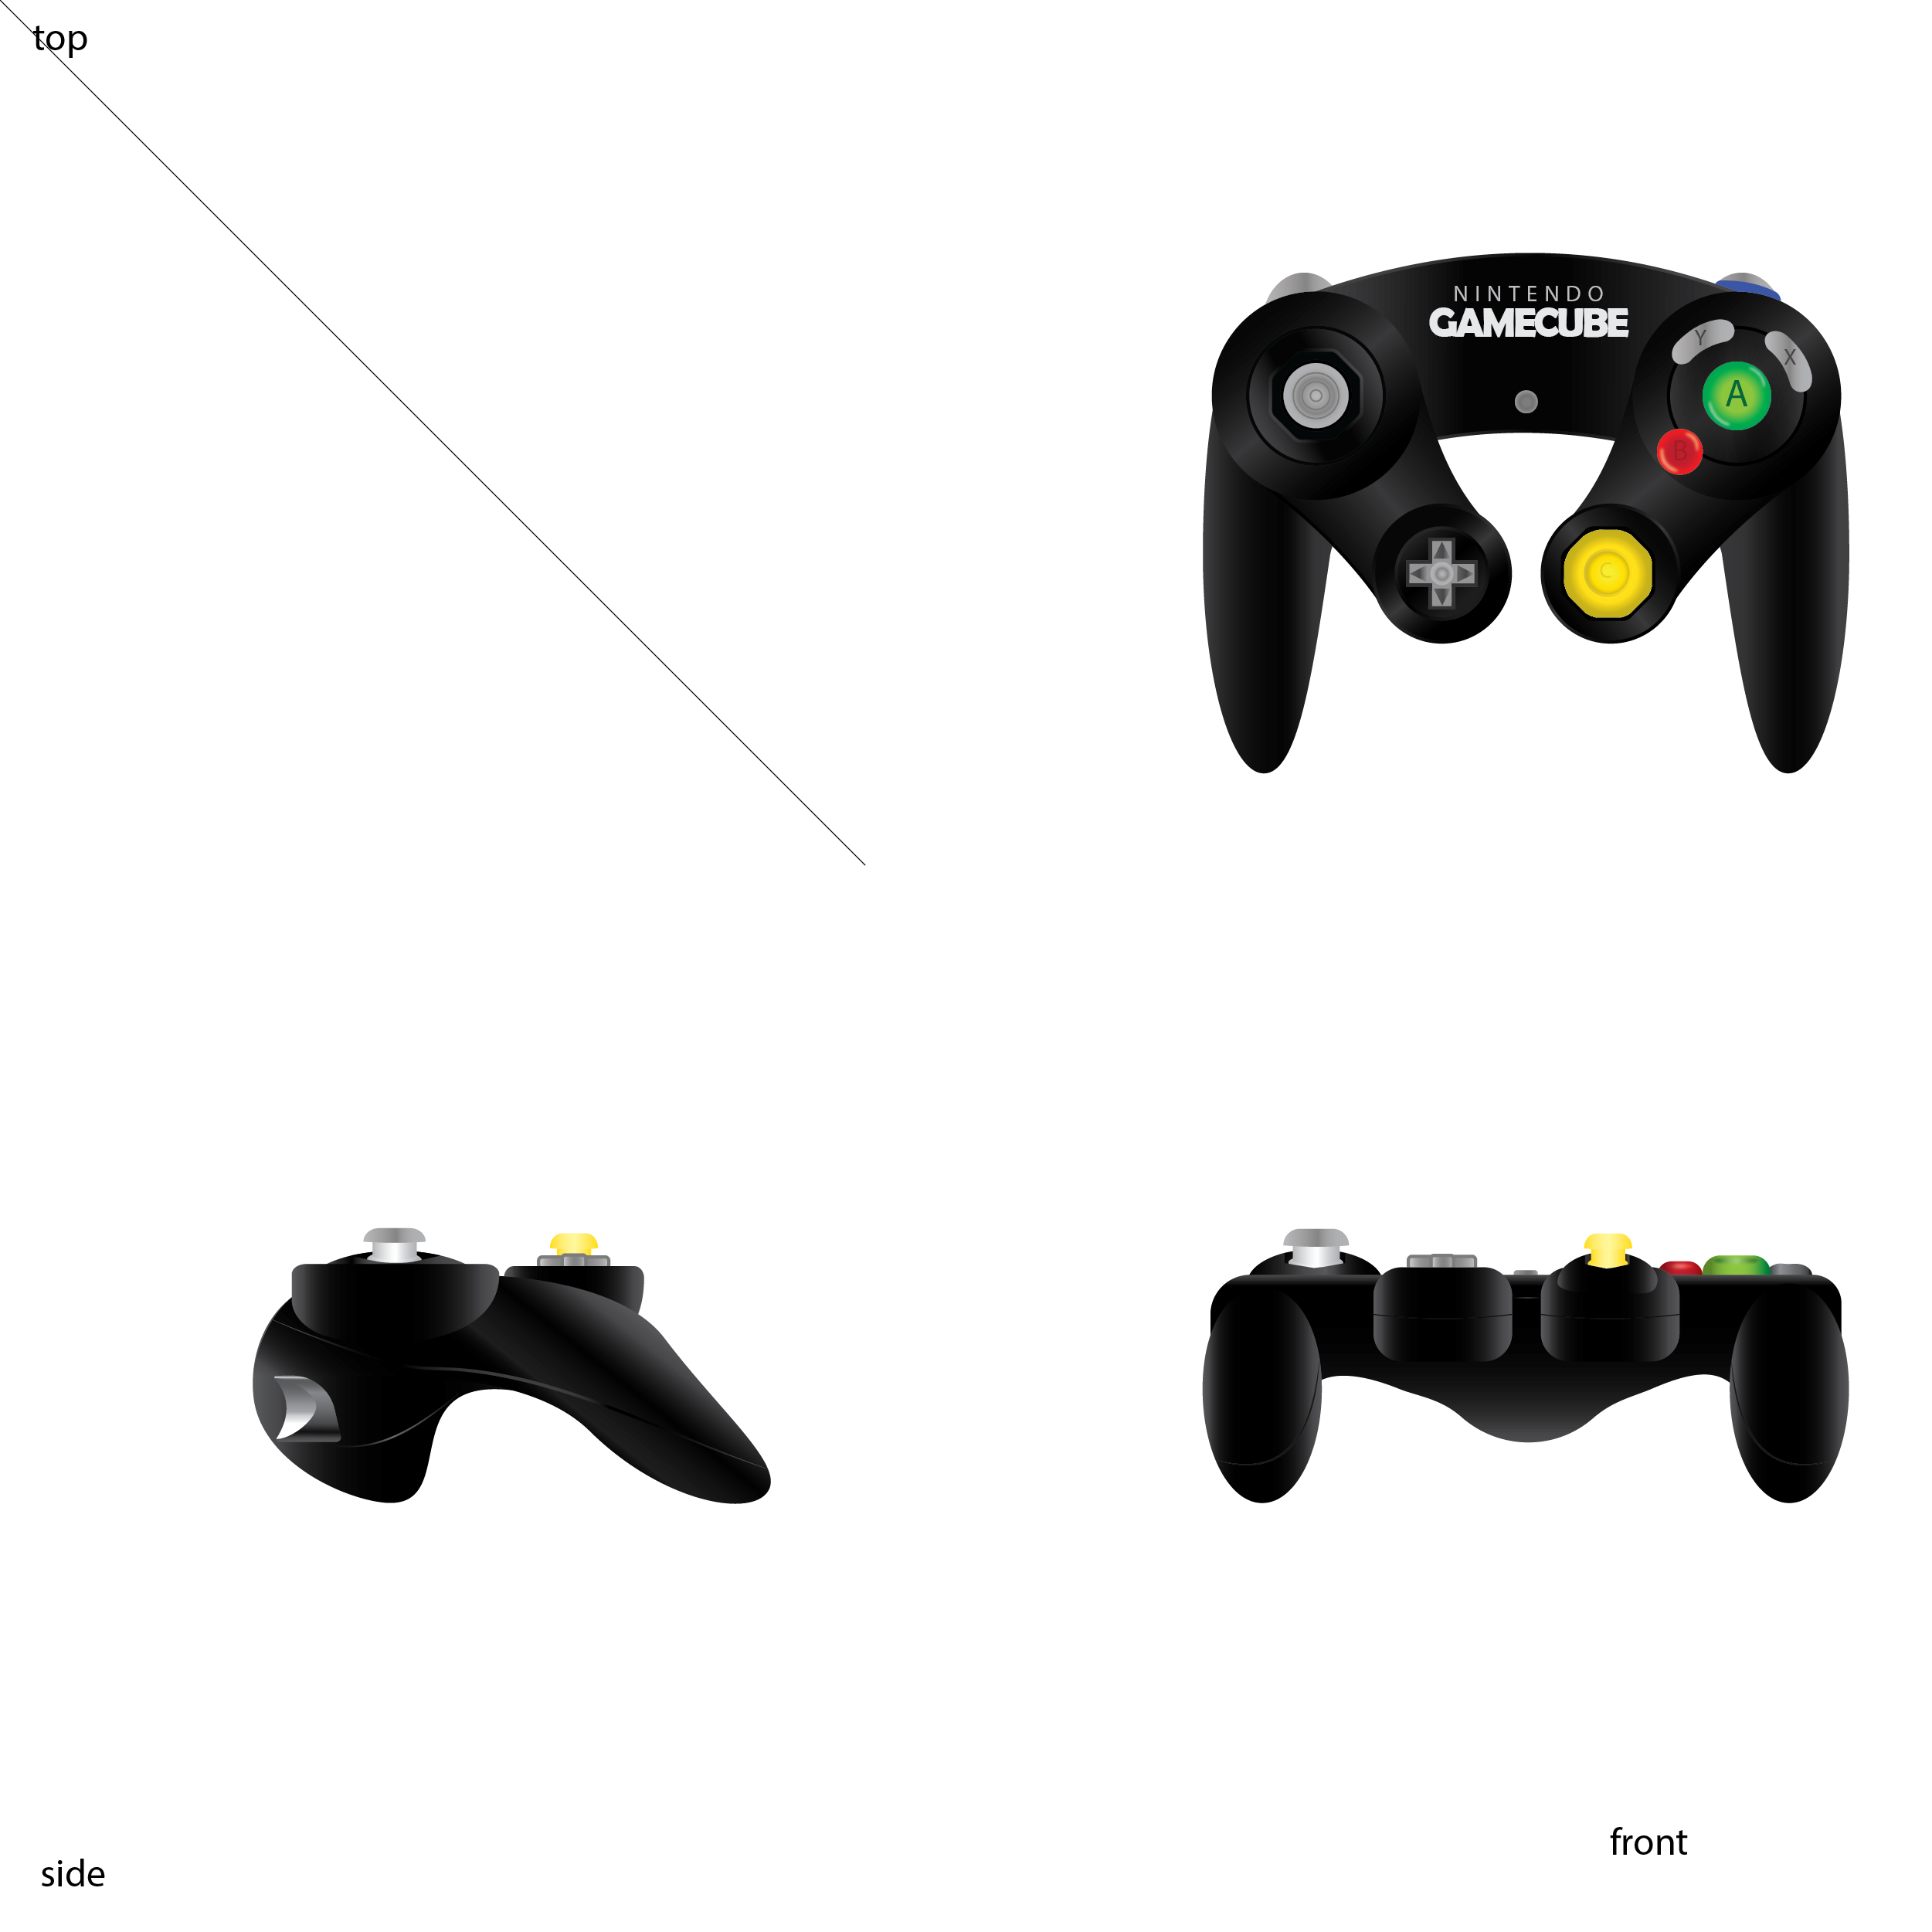 top
NINTENDO
GAMECUBE
Y
X
A
B
C
side
front